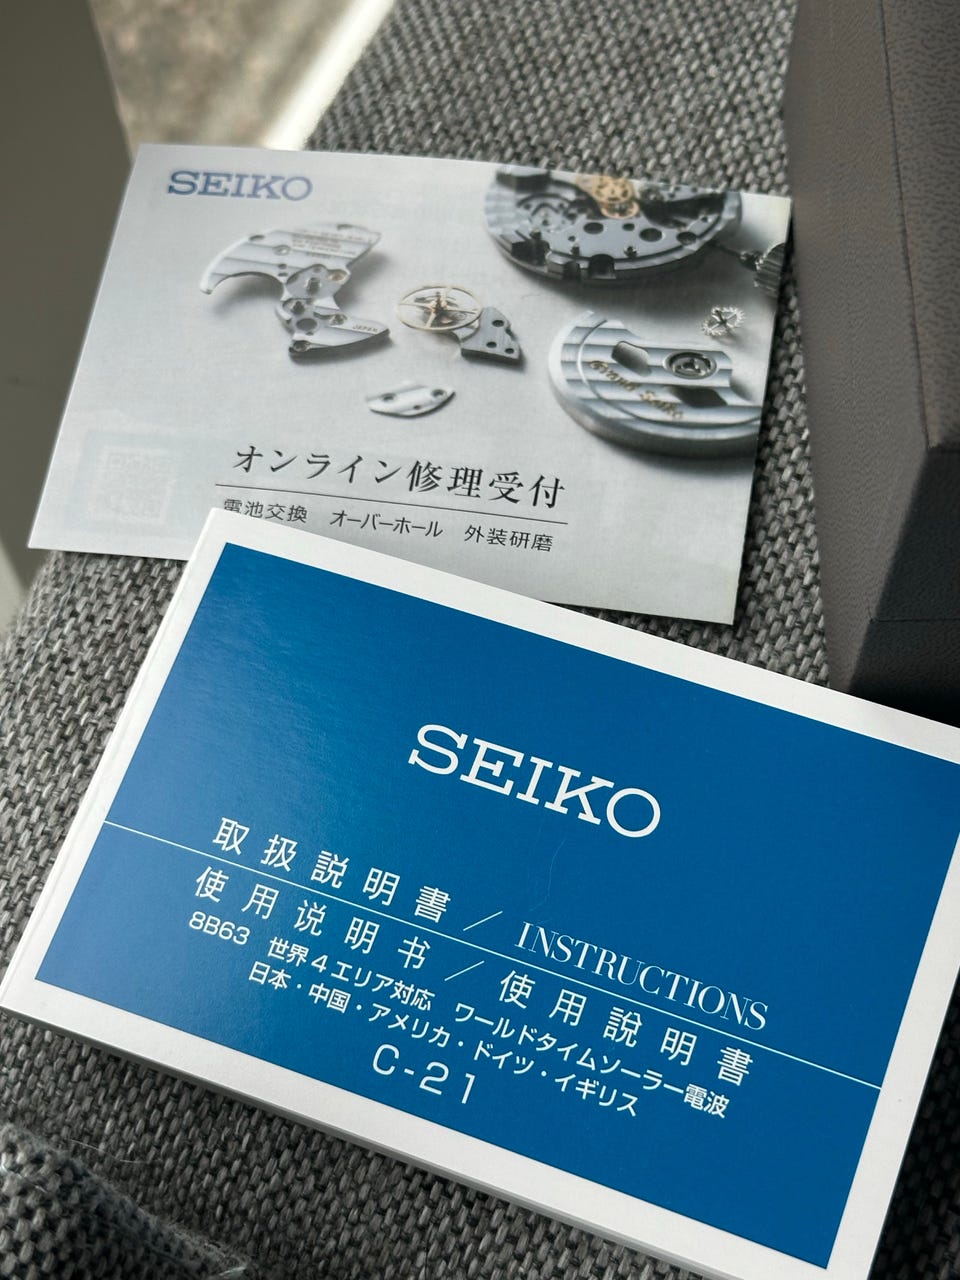 SEIKO
JAPAN
Grand Seiko
オンライン修理受付
電池交換 オーバーホール 外装研磨
SEIKO
取扱説明書 / INSTRUCTIONS
使用说明书 / 使用說明書
8B63 世界4エリア対応 ワールドタイムソーラー電波
日本・中国・アメリカ・ドイツ・イギリス
C-21